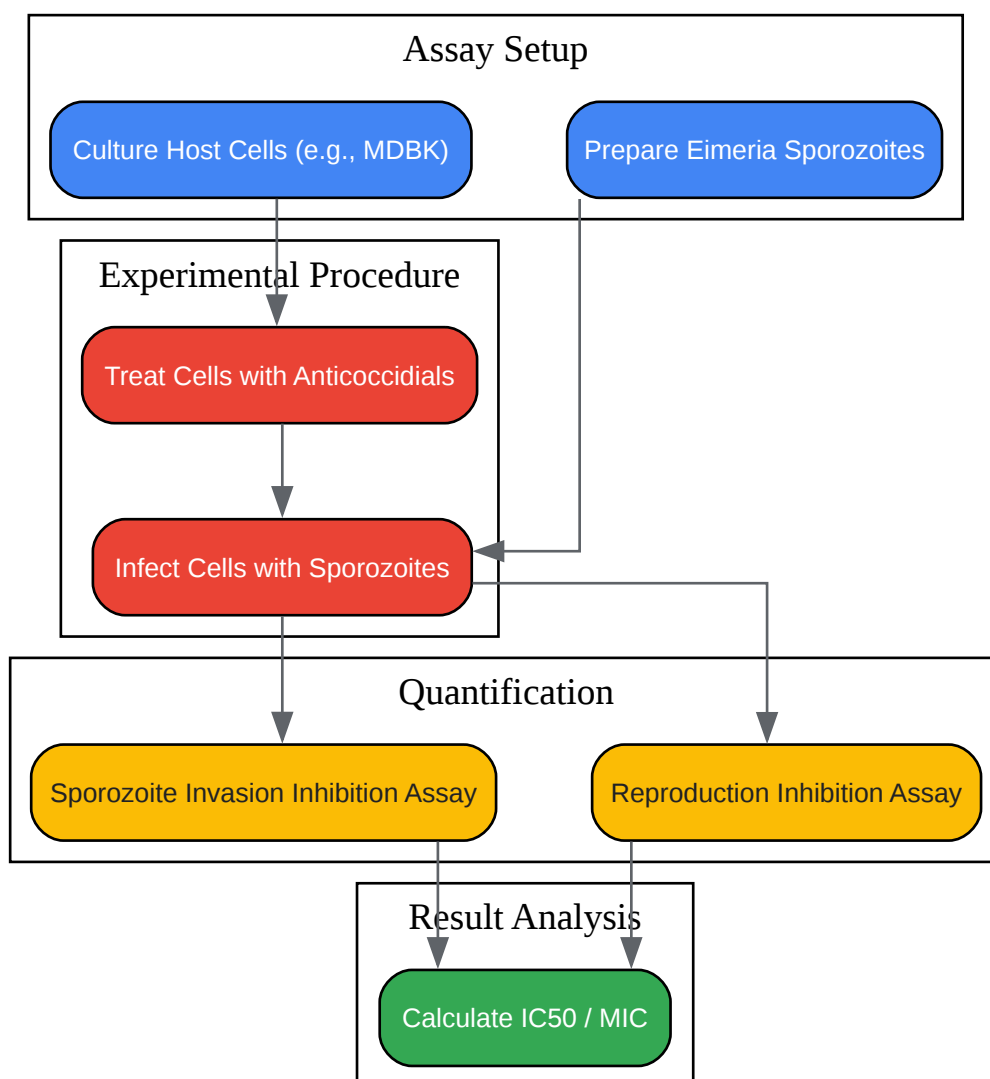 Assay Setup
Culture Host Cells (e.g., MDBK)
Prepare Eimeria Sporozoites
Experimental Procedure
Treat Cells with Anticoccidials
Infect Cells with Sporozoites
Quantification
Sporozoite Invasion Inhibition Assay
Reproduction Inhibition Assay
Result Analysis
Calculate IC50 / MIC